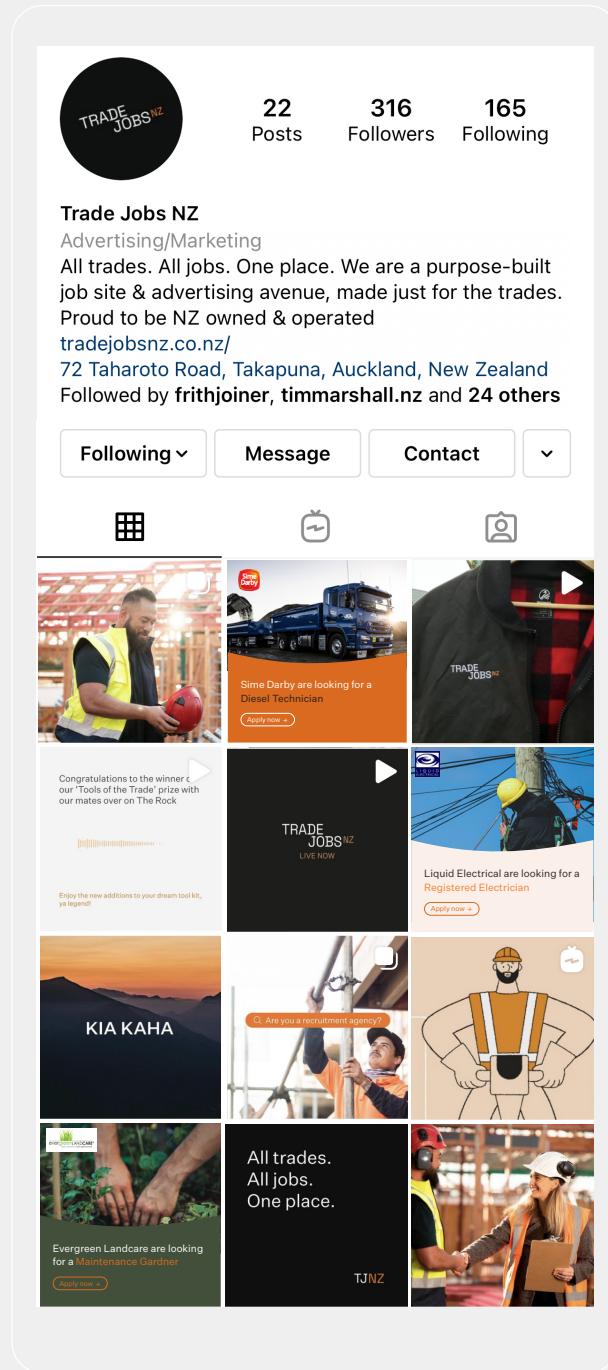 TRADE
JOBS NZ
22
Posts
316
Followers
165
Following
Trade Jobs NZ
Advertising/Marketing
All trades. All jobs. One place. We are a purpose-built
job site & advertising avenue, made just for the trades.
Proud to be NZ owned & operated
tradejobsnz.co.nz/
72 Taharoto Road, Takapuna, Auckland, New Zealand
Followed by frithjoiner, timmarshall.nz and 24 others
Following
Message
Contact
Sime
Darby
Sime Darby are looking for a
Diesel Technician
Apply now →
TRADE
JOBS NZ
Congratulations to the winner
our 'Tools of the Trade' prize with
our mates over on The Rock
Enjoy the new additions to your dream tool kit,
ya legend!
TRADE
JOBS NZ
LIVE NOW
LIQUID
ELECTRICAL
Liquid Electrical are looking for a
Registered Electrician
Apply now →
KIA KAHA
Are you a recruitment agency?
evergreenLANDCARE
Evergreen Landcare are looking
for a Maintenance Gardner
Apply now →
All trades.
All jobs.
One place.
TJNZ